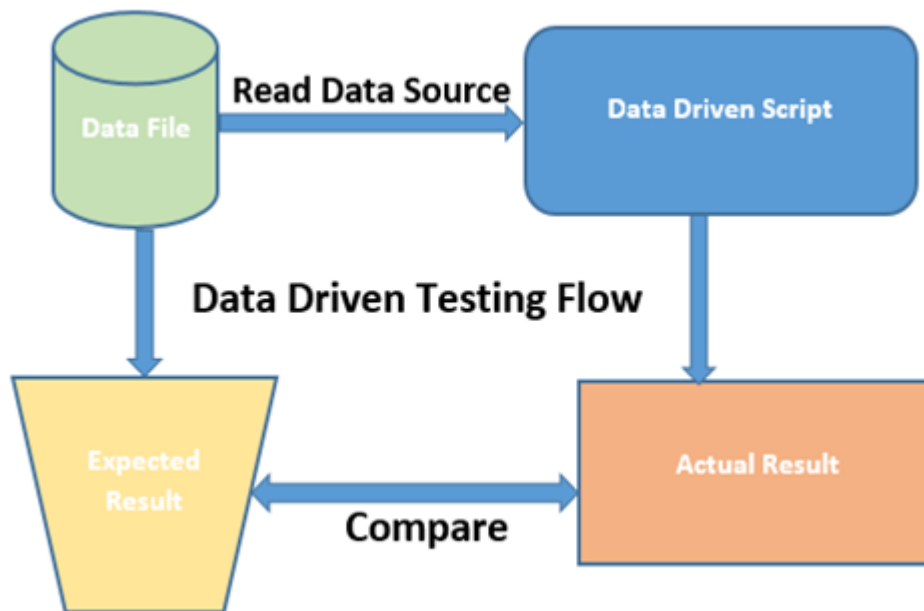 Read Data Source
Data File
Data Driven Script
Data Driven Testing Flow
Expected
Result
Actual Result
Compare